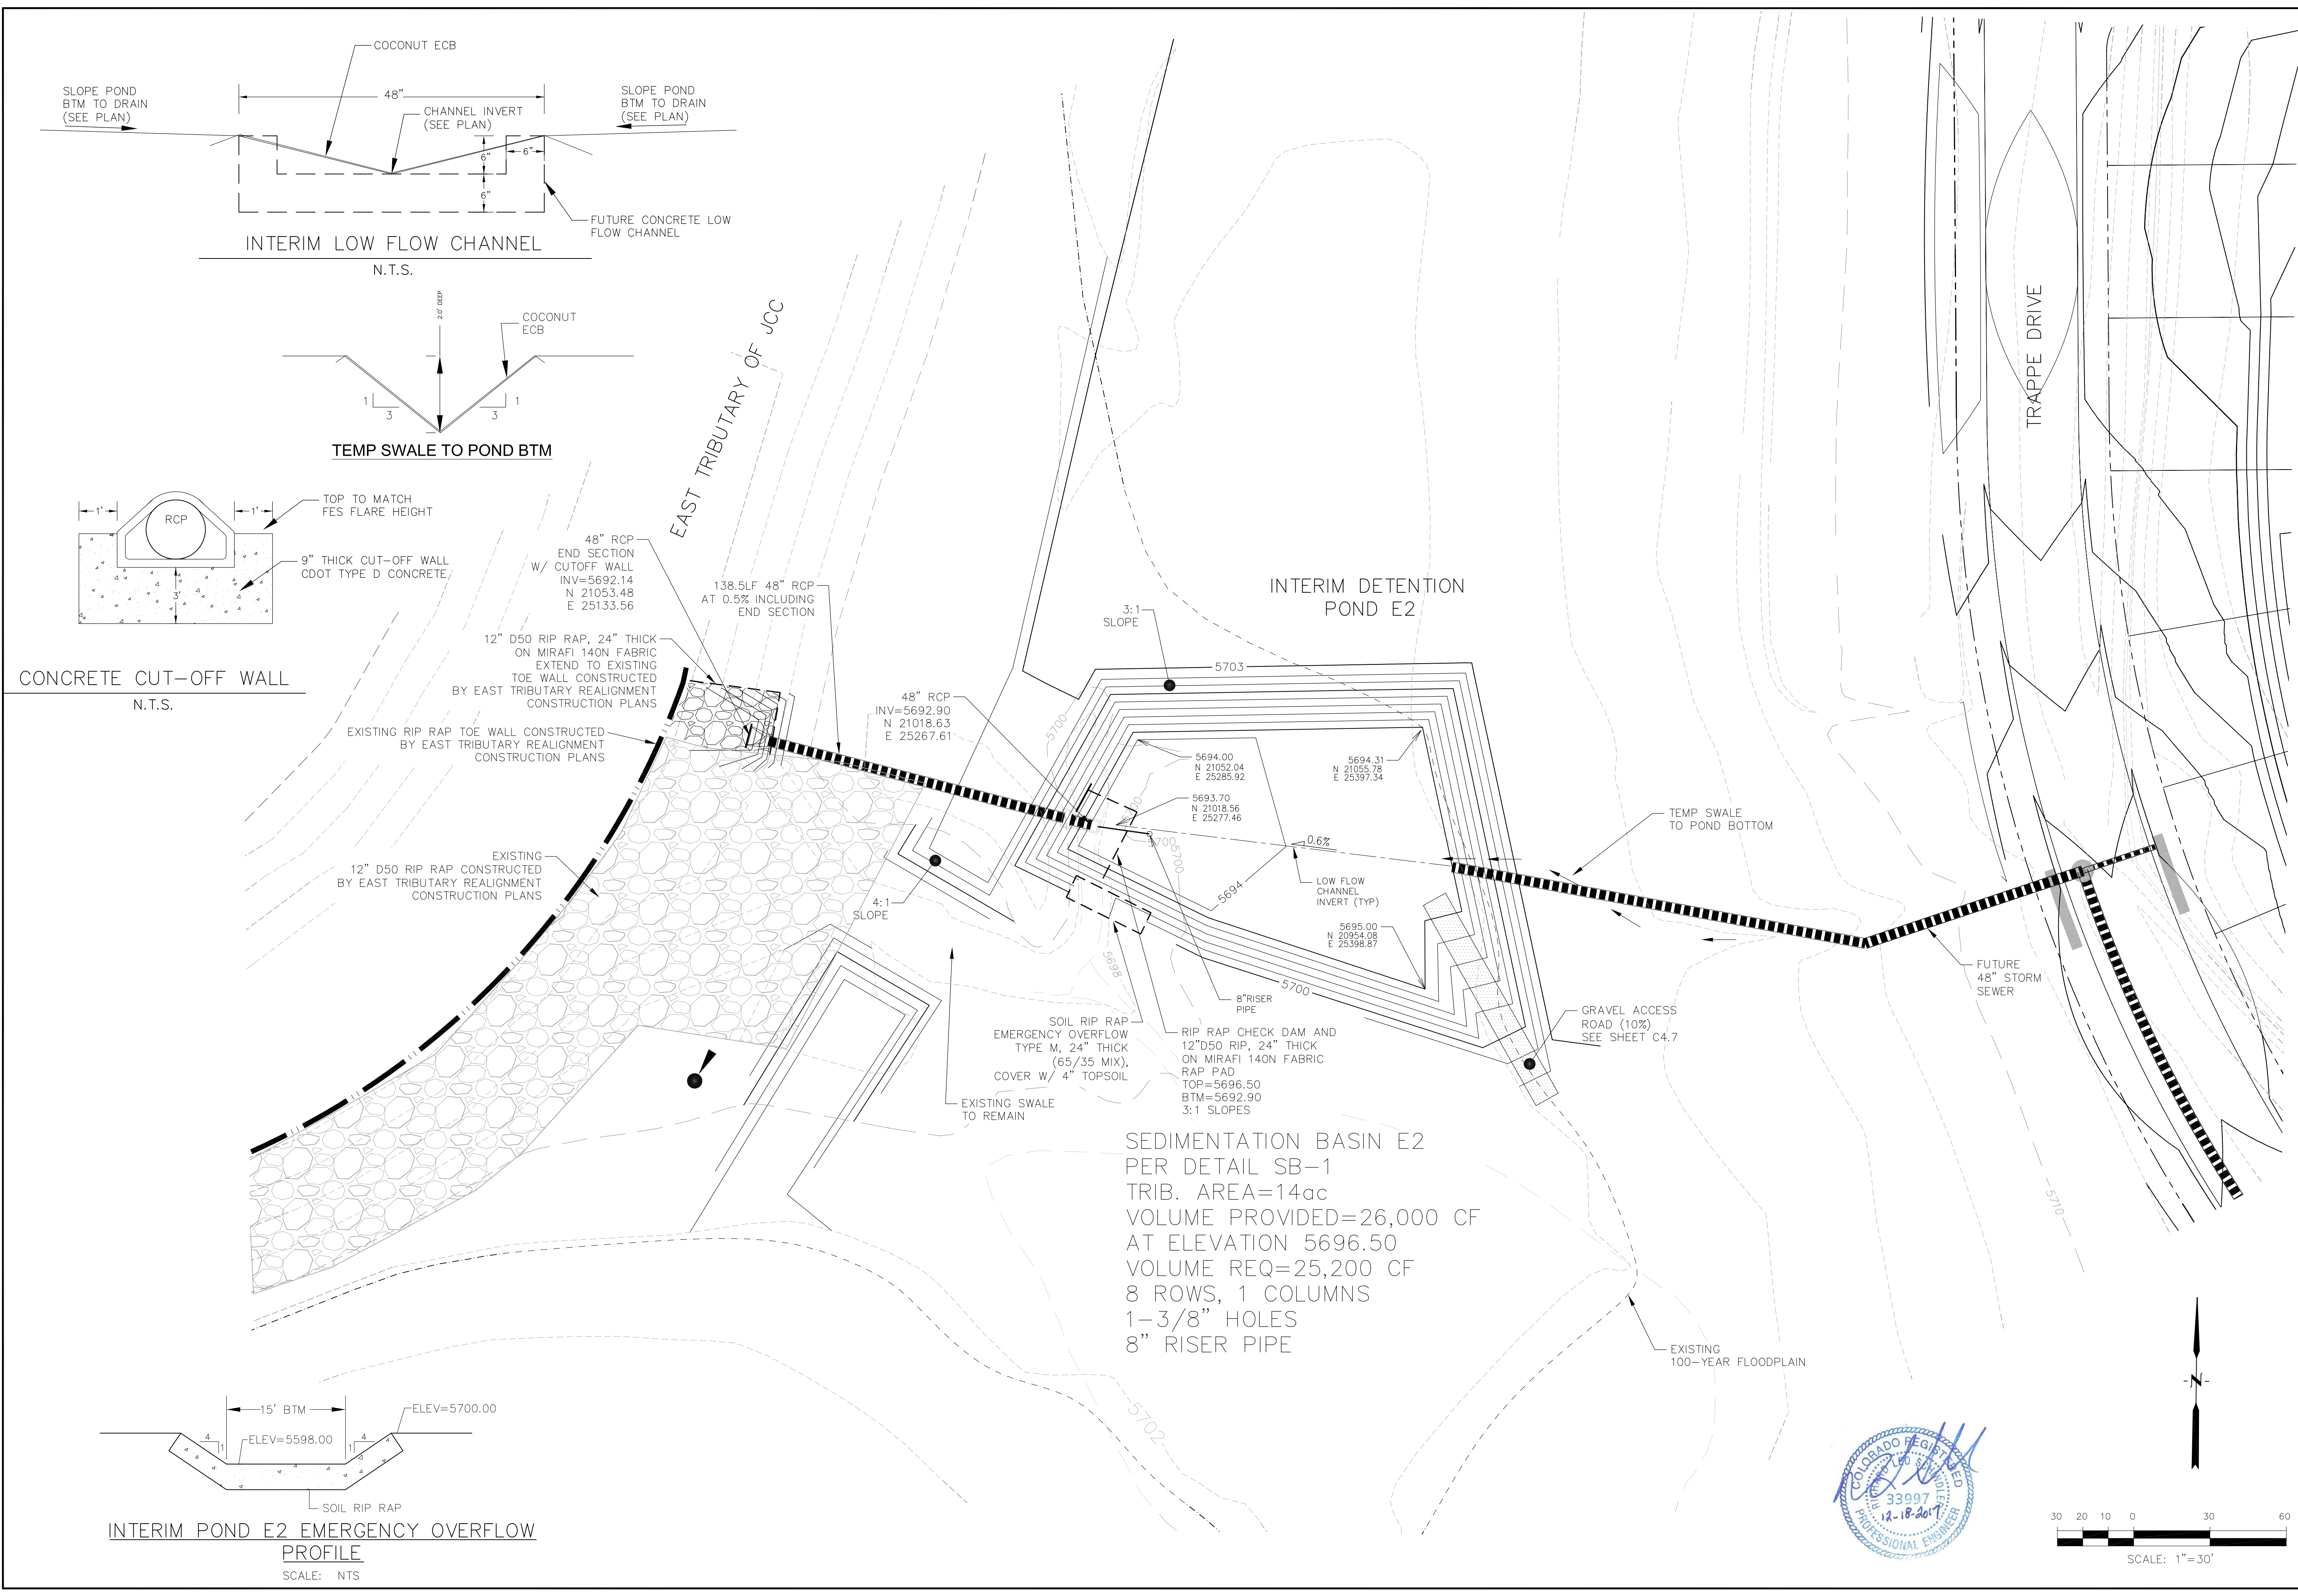 COCONUT ECB
SLOPE POND
BTM TO DRAIN
(SEE PLAN)
48"
CHANNEL INVERT
(SEE PLAN)
SLOPE POND
BTM TO DRAIN
(SEE PLAN)
6"
6"
6"
FUTURE CONCRETE LOW
FLOW CHANNEL
INTERIM LOW FLOW CHANNEL
N.T.S.
2.0' DEEP
COCONUT
ECB
1
3
3
1
TEMP SWALE TO POND BTM
1'
RCP
1'
TOP TO MATCH
FES FLARE HEIGHT
9" THICK CUT-OFF WALL
CDOT TYPE D CONCRETE
3'
CONCRETE CUT-OFF WALL
N.T.S.
EAST TRIBUTARY OF JCC
48" RCP
END SECTION
W/ CUTOFF WALL
INV=5692.14
N 21053.48
E 25133.56
138.5LF 48" RCP
AT 0.5% INCLUDING
END SECTION
12" D50 RIP RAP, 24" THICK
ON MIRAFI 140N FABRIC
EXTEND TO EXISTING
TOE WALL CONSTRUCTED
BY EAST TRIBUTARY REALIGNMENT
CONSTRUCTION PLANS
EXISTING RIP RAP TOE WALL CONSTRUCTED
BY EAST TRIBUTARY REALIGNMENT
CONSTRUCTION PLANS
EXISTING
12" D50 RIP RAP CONSTRUCTED
BY EAST TRIBUTARY REALIGNMENT
CONSTRUCTION PLANS
48" RCP
INV=5692.90
N 21018.63
E 25267.61
INTERIM DETENTION
POND E2
3:1
SLOPE
5703
5700
5694.00
N 21052.04
E 25285.92
5694.31
N 21055.78
E 25397.34
5693.70
N 21018.56
E 25277.46
5700
5700
5700
0.6%
5694
LOW FLOW
CHANNEL
INVERT (TYP)
5695.00
N 20954.08
E 25398.87
5700
4:1
SLOPE
5698
8"RISER
PIPE
SOIL RIP RAP
EMERGENCY OVERFLOW
TYPE M, 24" THICK
(65/35 MIX),
COVER W/ 4" TOPSOIL
RIP RAP CHECK DAM AND
12"D50 RIP, 24" THICK
ON MIRAFI 140N FABRIC
RAP PAD
TOP=5696.50
BTM=5692.90
3:1 SLOPES
EXISTING SWALE
TO REMAIN
TEMP SWALE
TO POND BOTTOM
FUTURE
48" STORM
SEWER
GRAVEL ACCESS
ROAD (10%)
SEE SHEET C4.7
TRAPPE DRIVE
5710
SEDIMENTATION BASIN E2
PER DETAIL SB-1
TRIB. AREA=14ac
VOLUME PROVIDED=26,000 CF
AT ELEVATION 5696.50
VOLUME REQ=25,200 CF
8 ROWS, 1 COLUMNS
1-3/8" HOLES
8" RISER PIPE
EXISTING
100-YEAR FLOODPLAIN
5702
15' BTM
ELEV=5700.00
4
1
ELEV=5598.00
1
4
SOIL RIP RAP
INTERIM POND E2 EMERGENCY OVERFLOW
PROFILE
SCALE: NTS
COLORADO REGISTERED
33997
12-18-2017
PROFESSIONAL ENGINEER
N
30 20 10 0 30 60
SCALE: 1"=30'